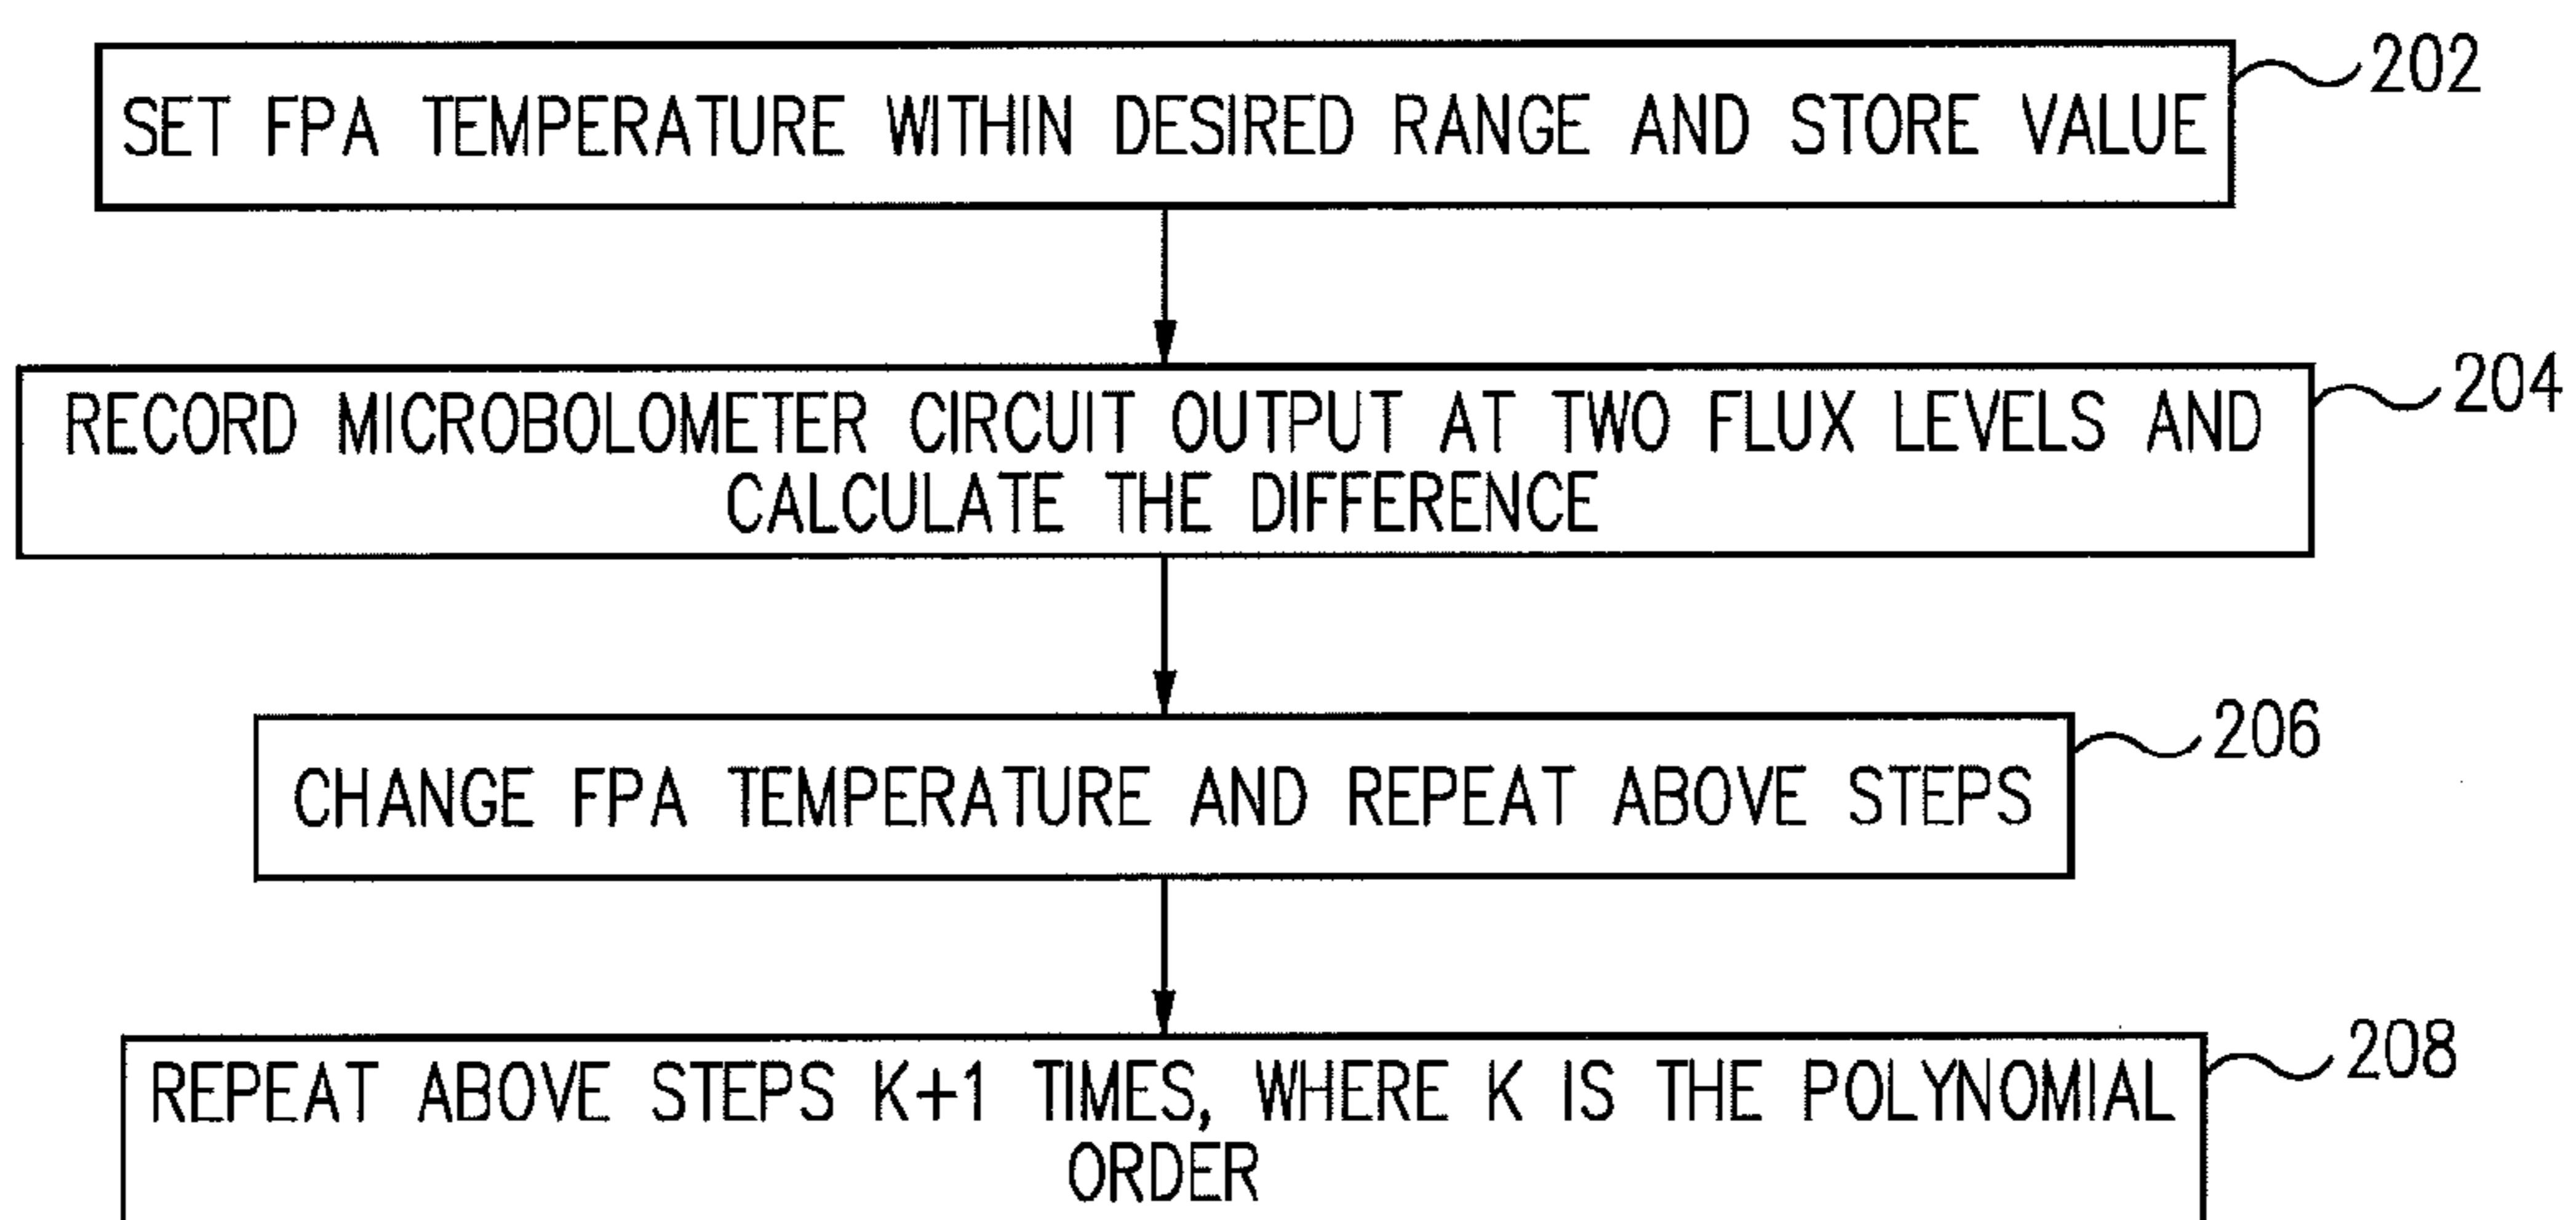 SET FPA TEMPERATURE WITHIN DESIRED RANGE AND STORE VALUE
202
RECORD MICROBOLOMETER CIRCUIT OUTPUT AT TWO FLUX LEVELS AND
CALCULATE THE DIFFERENCE
204
CHANGE FPA TEMPERATURE AND REPEAT ABOVE STEPS
206
REPEAT ABOVE STEPS K+1 TIMES, WHERE K IS THE POLYNOMIAL
ORDER
208